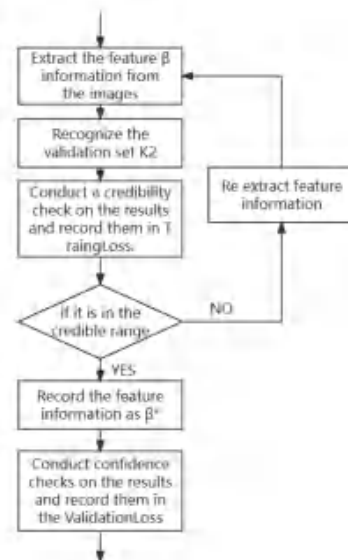 Extract the feature β
information from
the images
Recognize the
validation set K2
Conduct a credibility
check on the results
and record them in T
raingLoss.
Re extract feature
information
if it is in the
credible range
NO
YES
Record the feature
information as β*
Conduct confidence
checks on the results
and record them in
the ValidationLoss